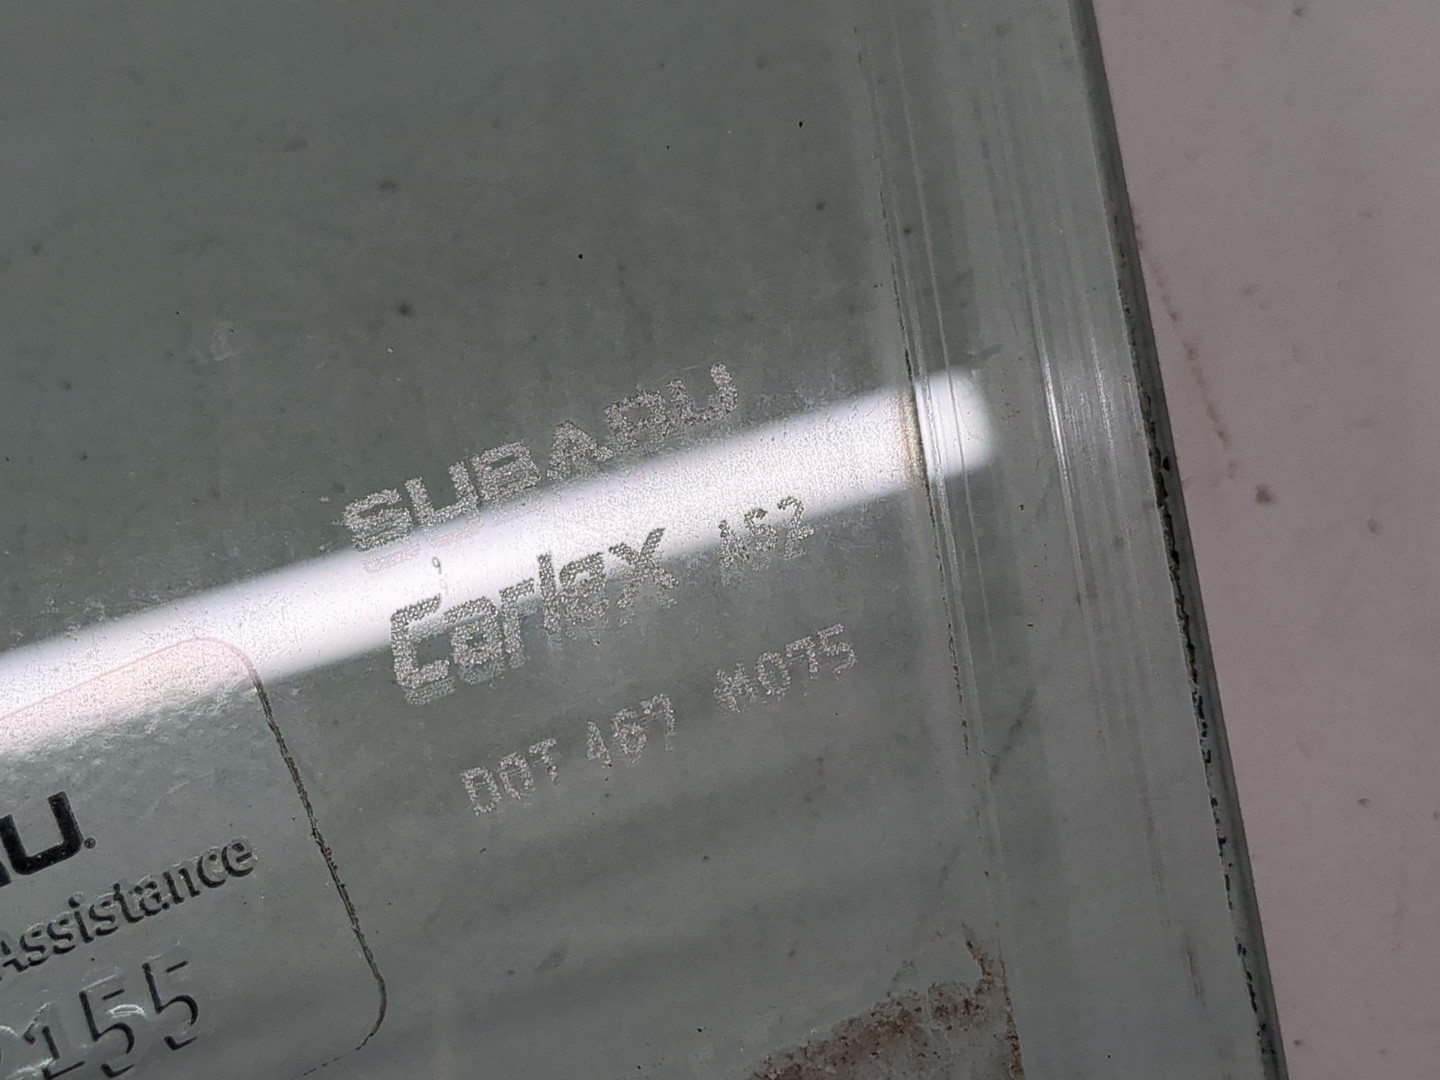 SUBARU
Carlex AS2
DOT 467 M075
U®
Assistance
155